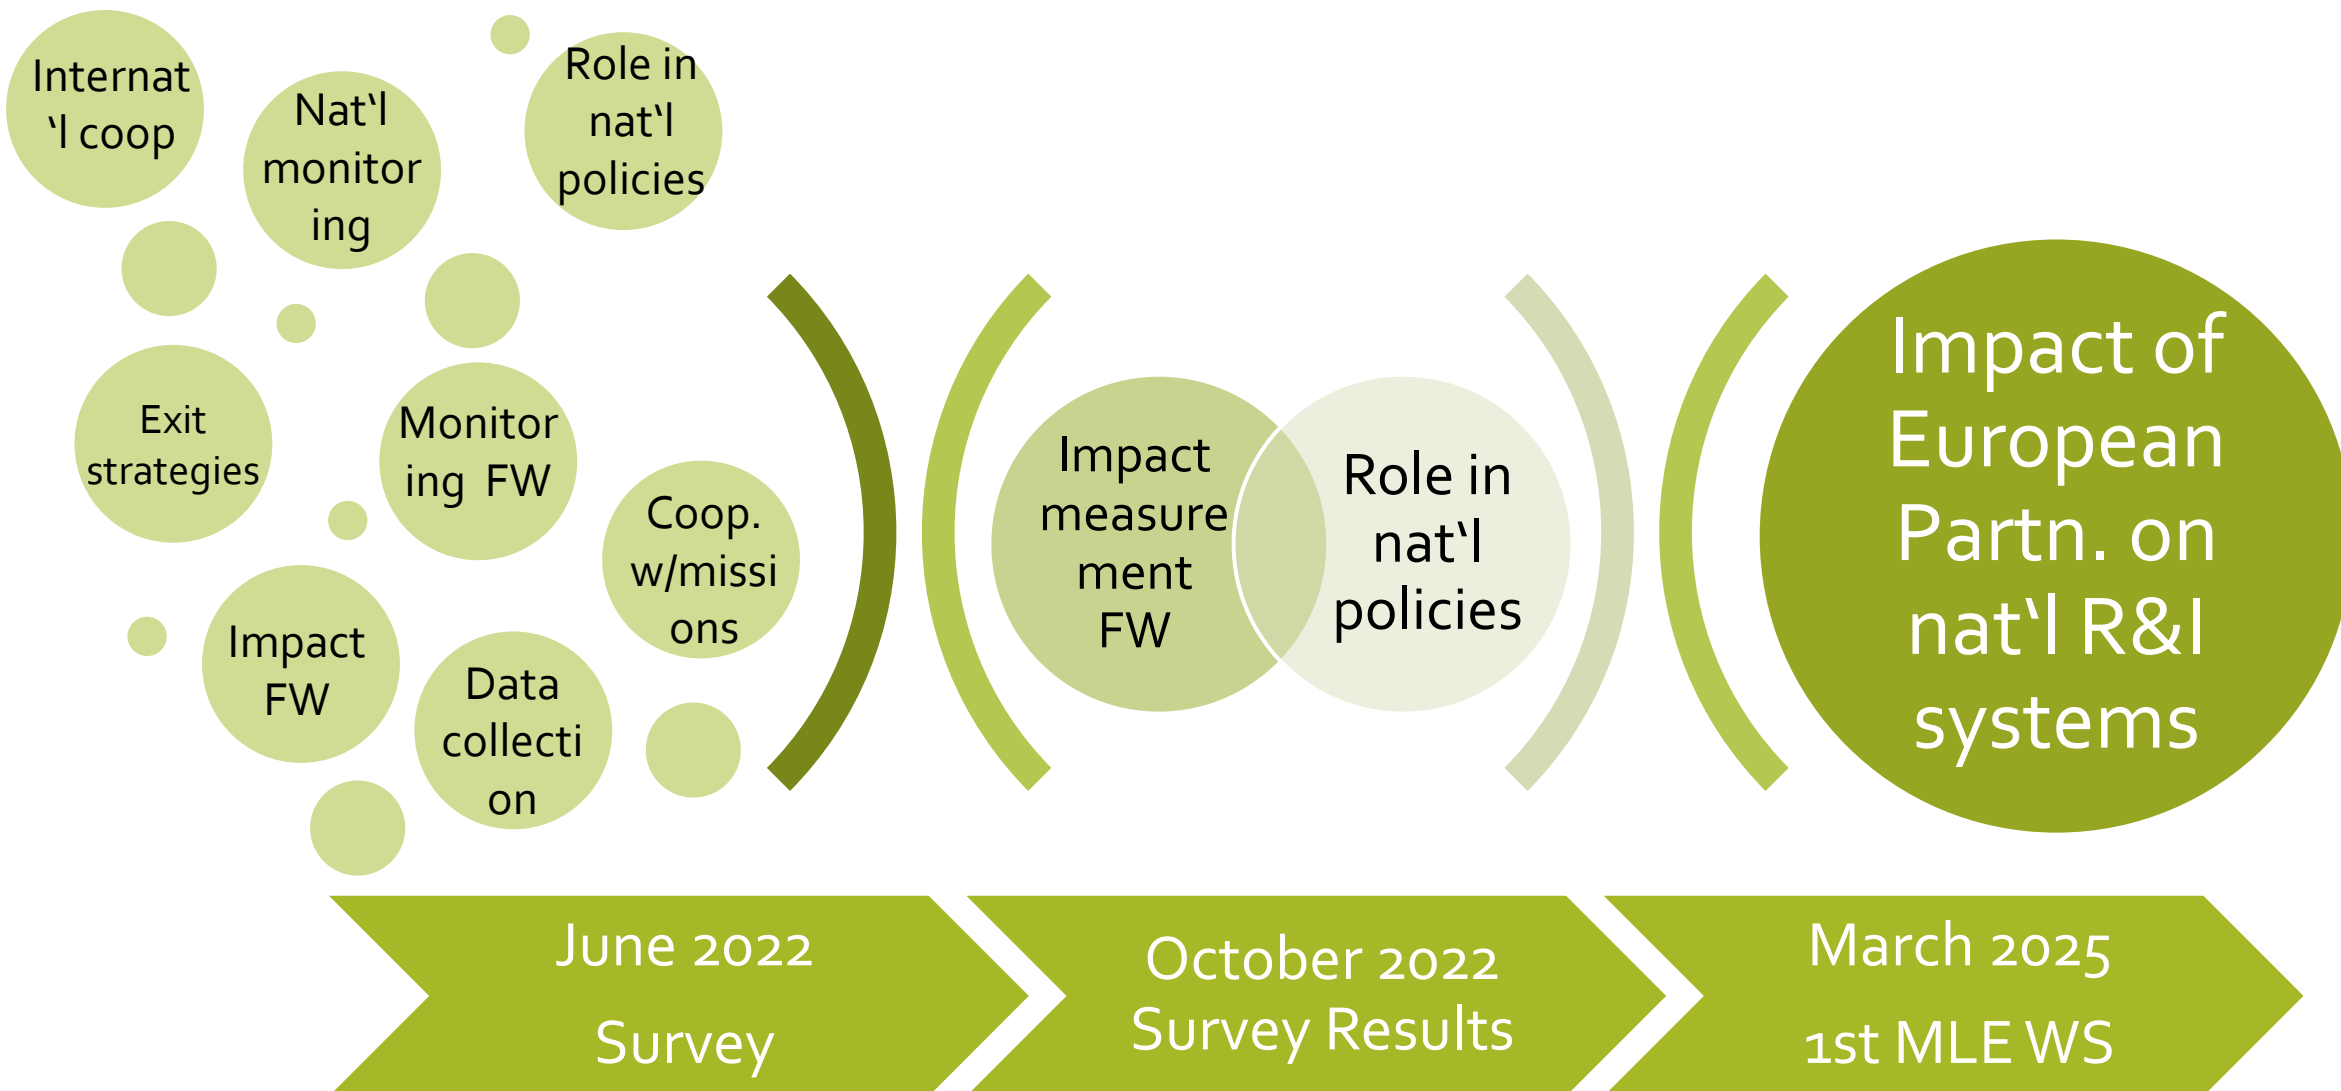 Internat
‘l coop
Nat‘l
monitor
ing
Role in
nat‘l
policies
Exit
strategies
Monitor
ing FW
Coop.
w/missi
ons
Impact
FW
Data
collecti
on
Impact
measure
ment
FW
Role in
nat‘l
policies
Impact of
European
Partn. on
nat‘l R&I
systems
June 2022
Survey
October 2022
Survey Results
March 2025
1st MLE WS